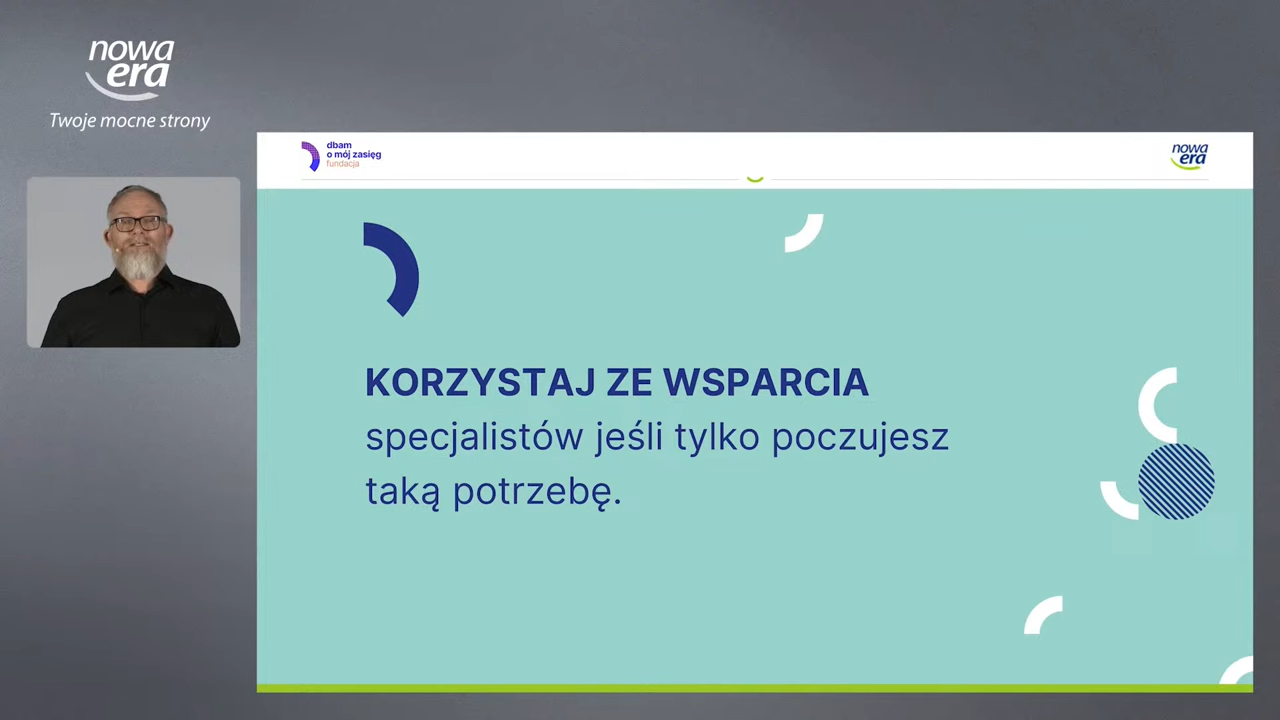 nowa
era
Twoje mocne strony
dbam
o mój zasięg
fundacja
nowa
era
KORZYSTAJ ZE WSPARCIA
specjalistów jeśli tylko poczujesz
taką potrzebę.